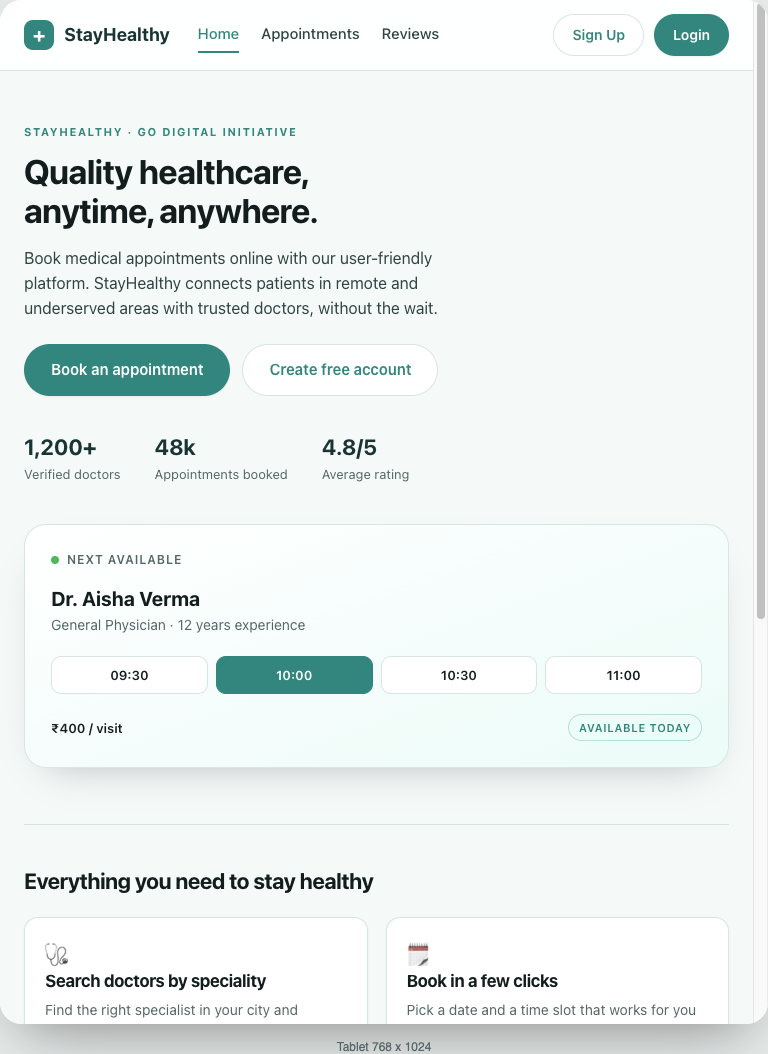 StayHealthy
Home
Appointments
Reviews
Sign Up
Login
STAYHEALTHY · GO DIGITAL INITIATIVE
Quality healthcare,
anytime, anywhere.
Book medical appointments online with our user-friendly
platform. StayHealthy connects patients in remote and
underserved areas with trusted doctors, without the wait.
Book an appointment
Create free account
1,200+
Verified doctors
48k
Appointments booked
4.8/5
Average rating
NEXT AVAILABLE
Dr. Aisha Verma
General Physician · 12 years experience
09:30
10:00
10:30
11:00
₹400 / visit
AVAILABLE TODAY
Everything you need to stay healthy
Search doctors by speciality
Find the right specialist in your city and
Book in a few clicks
Pick a date and a time slot that works for you
Tablet 768 x 1024